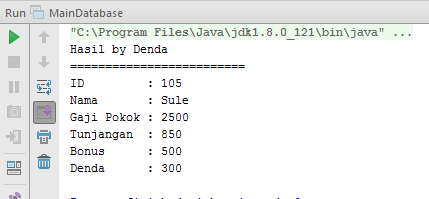 Run MainDatabase
"C:\Program Files\Java\jdk1.8.0_121\bin\java" ...
Hasil by Denda
=========================
ID : 105
Nama : Sule
Gaji Pokok : 2500
Tunjangan : 850
Bonus : 500
Denda : 300